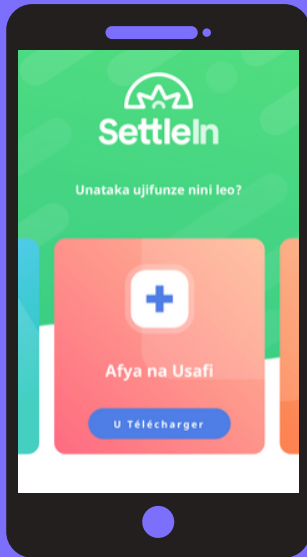 SettleIn
Unataka ujifunze nini leo?
Afya na Usafi
U Télécharger